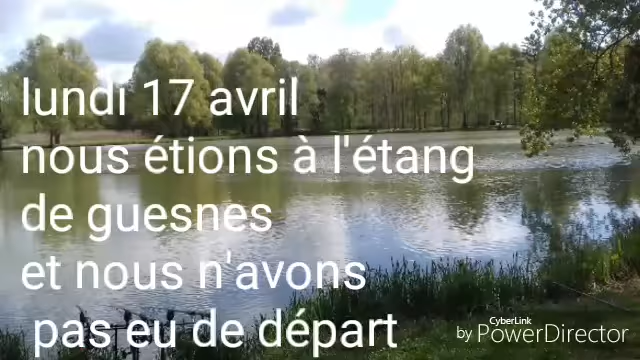 lundi 17 avril
nous étions à l'étang
de guesnes
et nous n'avons
pas eu de départ
CyberLink
by PowerDirector